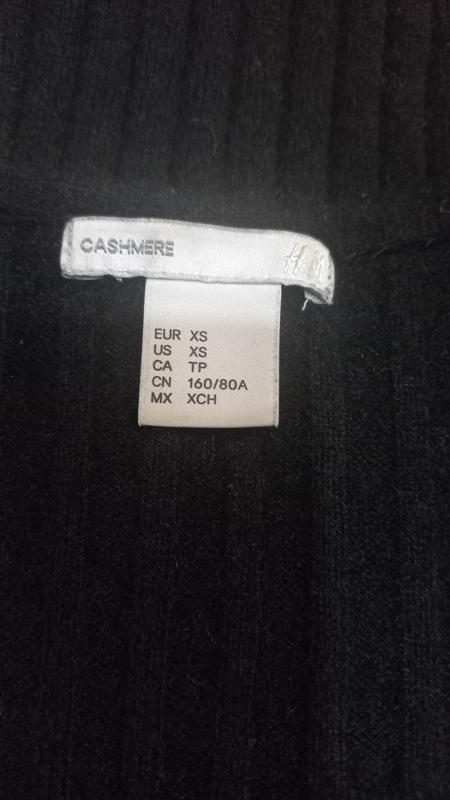 CASHMERE H&M
EUR XS
US XS
CA TP
CN 160/80A
MX XCH